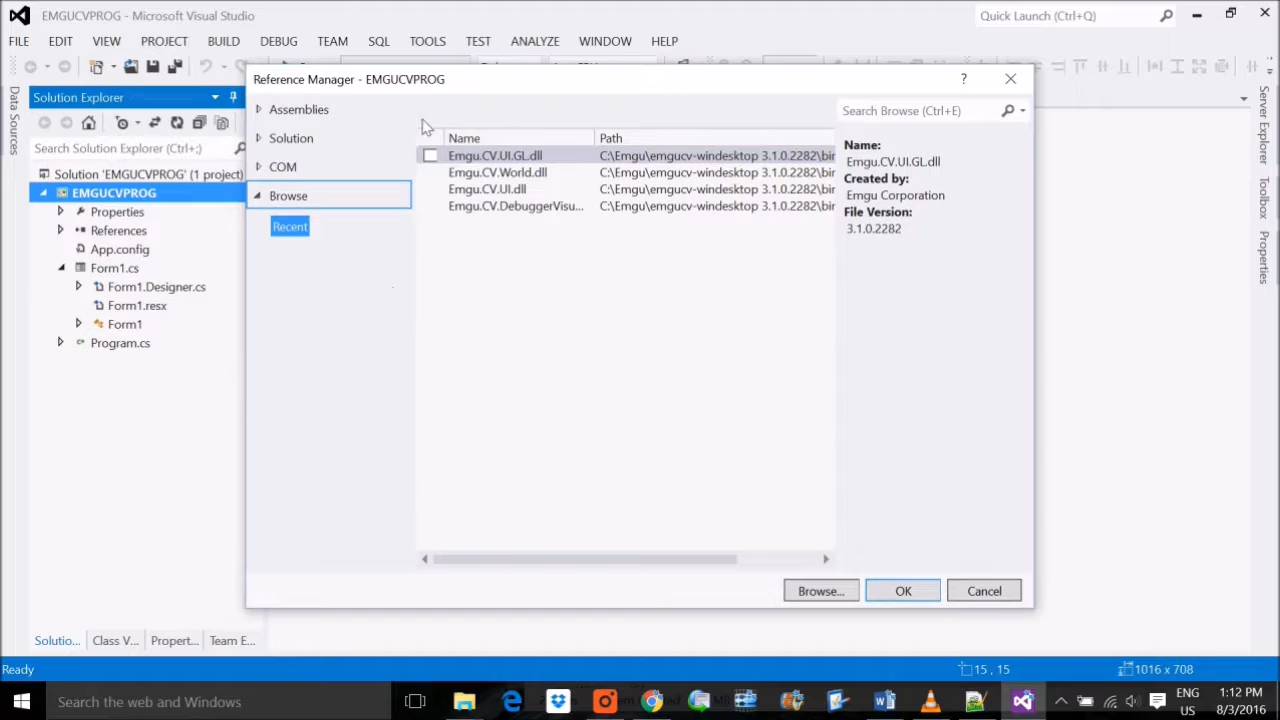 EMGUCVPROG - Microsoft Visual Studio
Quick Launch (Ctrl+Q)
FILE EDIT VIEW PROJECT BUILD DEBUG TEAM SQL TOOLS TEST ANALYZE WINDOW HELP
Data Sources
Solution Explorer
Search Solution Explorer (Ctrl+;)
Solution 'EMGUCVPROG' (1 project)
EMGUCVPROG
Properties
References
App.config
Form1.cs
Form1.Designer.cs
Form1.resx
Form1
Program.cs
Solutio... Class V... Propert... Team E...
Reference Manager - EMGUCVPROG
?
Assemblies
Solution
COM
Browse
Recent
Name Path
Emgu.CV.UI.GL.dll C:\Emgu\emgucv-windesktop 3.1.0.2282\bin
Emgu.CV.World.dll C:\Emgu\emgucv-windesktop 3.1.0.2282\bin
Emgu.CV.UI.dll C:\Emgu\emgucv-windesktop 3.1.0.2282\bin
Emgu.CV.DebuggerVisu... C:\Emgu\emgucv-windesktop 3.1.0.2282\bin
Search Browse (Ctrl+E)
Name:
Emgu.CV.UI.GL.dll
Created by:
Emgu Corporation
File Version:
3.1.0.2282
Browse... OK Cancel
Server Explorer
Toolbox
Properties
Ready
15 , 15
1016 x 708
Search the web and Windows
ENG
US
1:12 PM
8/3/2016